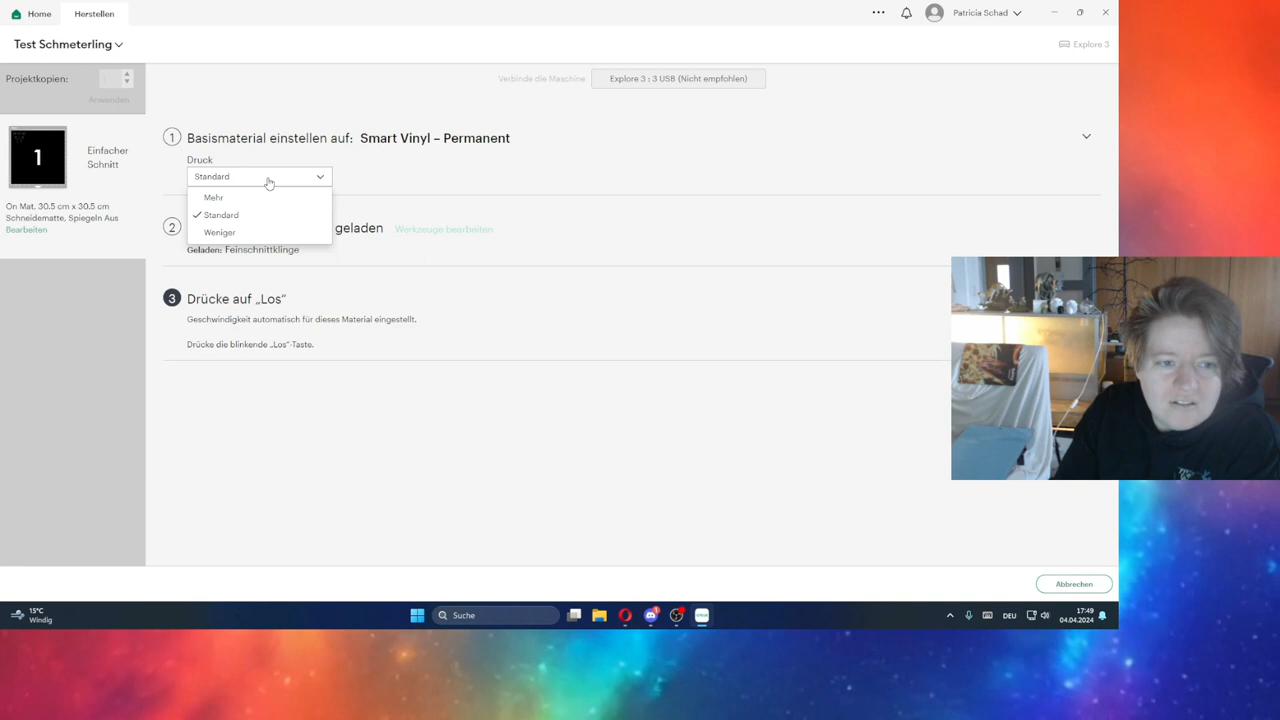 Home
Herstellen
Patricia Schad
Test Schmeterling
Explore 3
Projektkopien:
Anwenden
Verbinde die Maschine
Explore 3 : 3 USB (Nicht empfohlen)
1 Basismaterial einstellen auf: Smart Vinyl – Permanent
Druck
Standard
Mehr
Standard
Weniger
1
Einfacher
Schnitt
On Mat. 30.5 cm x 30.5 cm
Schneidematte, Spiegeln Aus
Bearbeiten
2 geladen Werkzeuge bearbeiten
Geladen: Feinschnittklinge
3 Drücke auf „Los“
Geschwindigkeit automatisch für dieses Material eingestellt.
Drücke die blinkende „Los“-Taste.
Abbrechen
15°C
Windig
Suche
DEU
17:49
04.04.2024